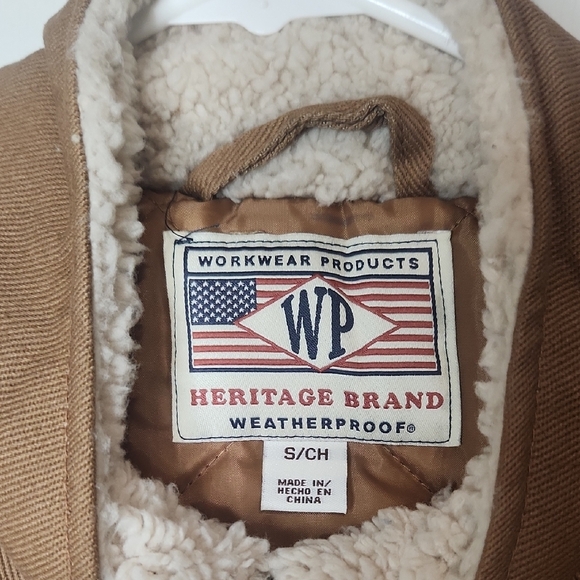 WORKWEAR PRODUCTS
WP
HERITAGE BRAND
WEATHERPROOF®
S/CH
MADE IN/
HECHO EN
CHINA